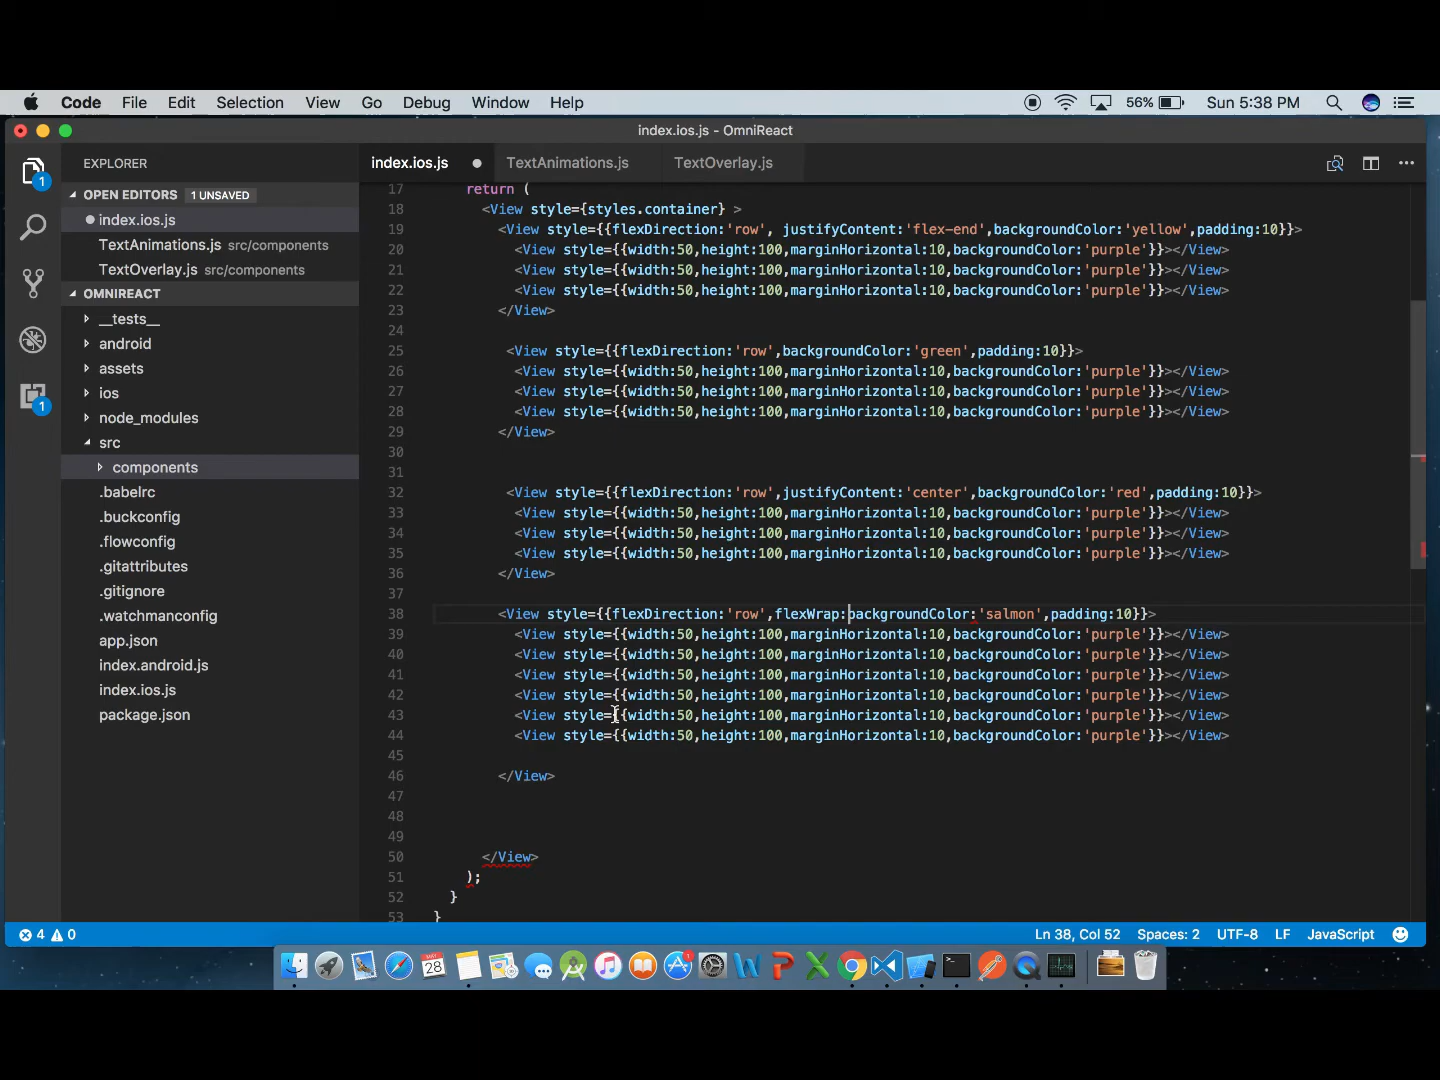 Code File Edit Selection View Go Debug Window Help 56% Sun 5:38 PM
index.ios.js - OmniReact
EXPLORER
OPEN EDITORS 1 UNSAVED
index.ios.js
TextAnimations.js src/components
TextOverlay.js src/components
OMNIREACT
__tests__
android
assets
ios
node_modules
src
components
.babelrc
.buckconfig
.flowconfig
.gitattributes
.gitignore
.watchmanconfig
app.json
index.android.js
index.ios.js
package.json
1
1
index.ios.js TextAnimations.js TextOverlay.js
17 return (
18 <View style={styles.container} >
19 <View style={{flexDirection:'row', justifyContent:'flex-end',backgroundColor:'yellow',padding:10}}>
20 <View style={{width:50,height:100,marginHorizontal:10,backgroundColor:'purple'}}></View>
21 <View style={{width:50,height:100,marginHorizontal:10,backgroundColor:'purple'}}></View>
22 <View style={{width:50,height:100,marginHorizontal:10,backgroundColor:'purple'}}></View>
23 </View>
24
25 <View style={{flexDirection:'row',backgroundColor:'green',padding:10}}>
26 <View style={{width:50,height:100,marginHorizontal:10,backgroundColor:'purple'}}></View>
27 <View style={{width:50,height:100,marginHorizontal:10,backgroundColor:'purple'}}></View>
28 <View style={{width:50,height:100,marginHorizontal:10,backgroundColor:'purple'}}></View>
29 </View>
30
31
32 <View style={{flexDirection:'row',justifyContent:'center',backgroundColor:'red',padding:10}}>
33 <View style={{width:50,height:100,marginHorizontal:10,backgroundColor:'purple'}}></View>
34 <View style={{width:50,height:100,marginHorizontal:10,backgroundColor:'purple'}}></View>
35 <View style={{width:50,height:100,marginHorizontal:10,backgroundColor:'purple'}}></View>
36 </View>
37
38 <View style={{flexDirection:'row',flexWrap:backgroundColor:'salmon',padding:10}}>
39 <View style={{width:50,height:100,marginHorizontal:10,backgroundColor:'purple'}}></View>
40 <View style={{width:50,height:100,marginHorizontal:10,backgroundColor:'purple'}}></View>
41 <View style={{width:50,height:100,marginHorizontal:10,backgroundColor:'purple'}}></View>
42 <View style={{width:50,height:100,marginHorizontal:10,backgroundColor:'purple'}}></View>
43 <View style={{width:50,height:100,marginHorizontal:10,backgroundColor:'purple'}}></View>
44 <View style={{width:50,height:100,marginHorizontal:10,backgroundColor:'purple'}}></View>
45
46 </View>
47
48
49
50 </View>
51 );
52 }
53 }
4 0 Ln 38, Col 52 Spaces: 2 UTF-8 LF JavaScript
28 1